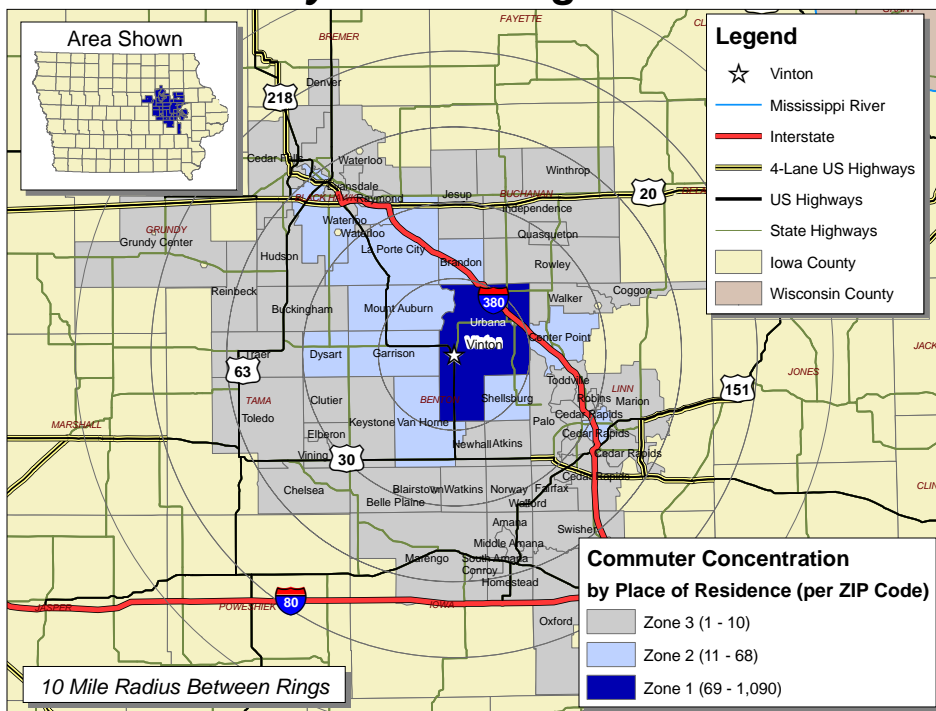 Area Shown
FAYETTE
BREMER
Denver
218
Legend
Vinton
Mississippi River
Interstate
4-Lane US Highways
US Highways
State Highways
Iowa County
Wisconsin County
Cedar Falls
Waterloo
Evansdale
BLACK HAWK
Raymond
Jesup
BUCHANAN
Winthrop
20
Independence
GRUNDY
Grundy Center
Waterloo
Waterloo
Quasqueton
Hudson
La Porte City
Brandon
Rowley
Reinbeck
Buckingham
Mount Auburn
380
Walker
Coggon
Urbana
Vinton
Center Point
Traer
Dysart
Garrison
63
Toddville
LINN
JONES
151
TAMA
Toledo
Clutier
BENTON
Shellsburg
Robins
Marion
Cedar Rapids
MARSHALL
Elberon
Keystone
Van Horne
Palo
Cedar Rapids
Vining
30
Newhall
Atkins
Cedar Rapids
Cedar Rapids
Chelsea
Blairstown
Watkins
Norway
Fairfax
Belle Plaine
Walford
Amana
Swisher
Middle Amana
Marengo
South Amana
Conroy
Homestead
JASPER
POWESHIEK
80
IOWA
Oxford
Commuter Concentration
by Place of Residence (per ZIP Code)
Zone 3 (1 - 10)
Zone 2 (11 - 68)
Zone 1 (69 - 1,090)
10 Mile Radius Between Rings